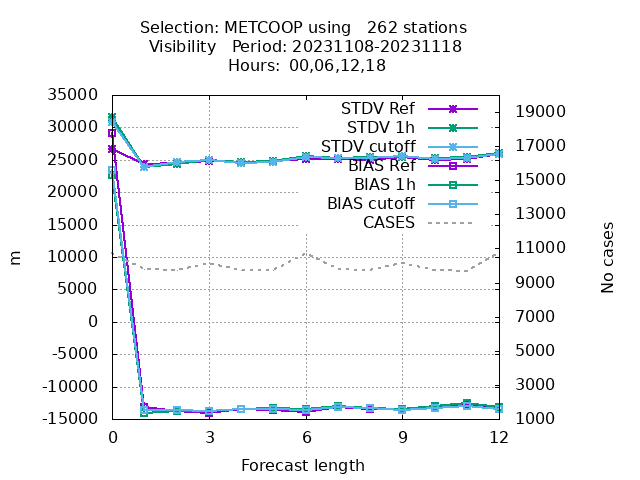 Selection: METCOOP using   262 stations
Visibility   Period: 20231108-20231118
Hours: 00,06,12,18
35000
30000
25000
20000
15000
10000
5000
0
-5000
-10000
-15000
m
STDV Ref
STDV 1h
STDV cutoff
BIAS Ref
BIAS 1h
BIAS cutoff
CASES
19000
17000
15000
13000
11000
9000
7000
5000
3000
1000
No cases
0 3 6 9 12
Forecast length